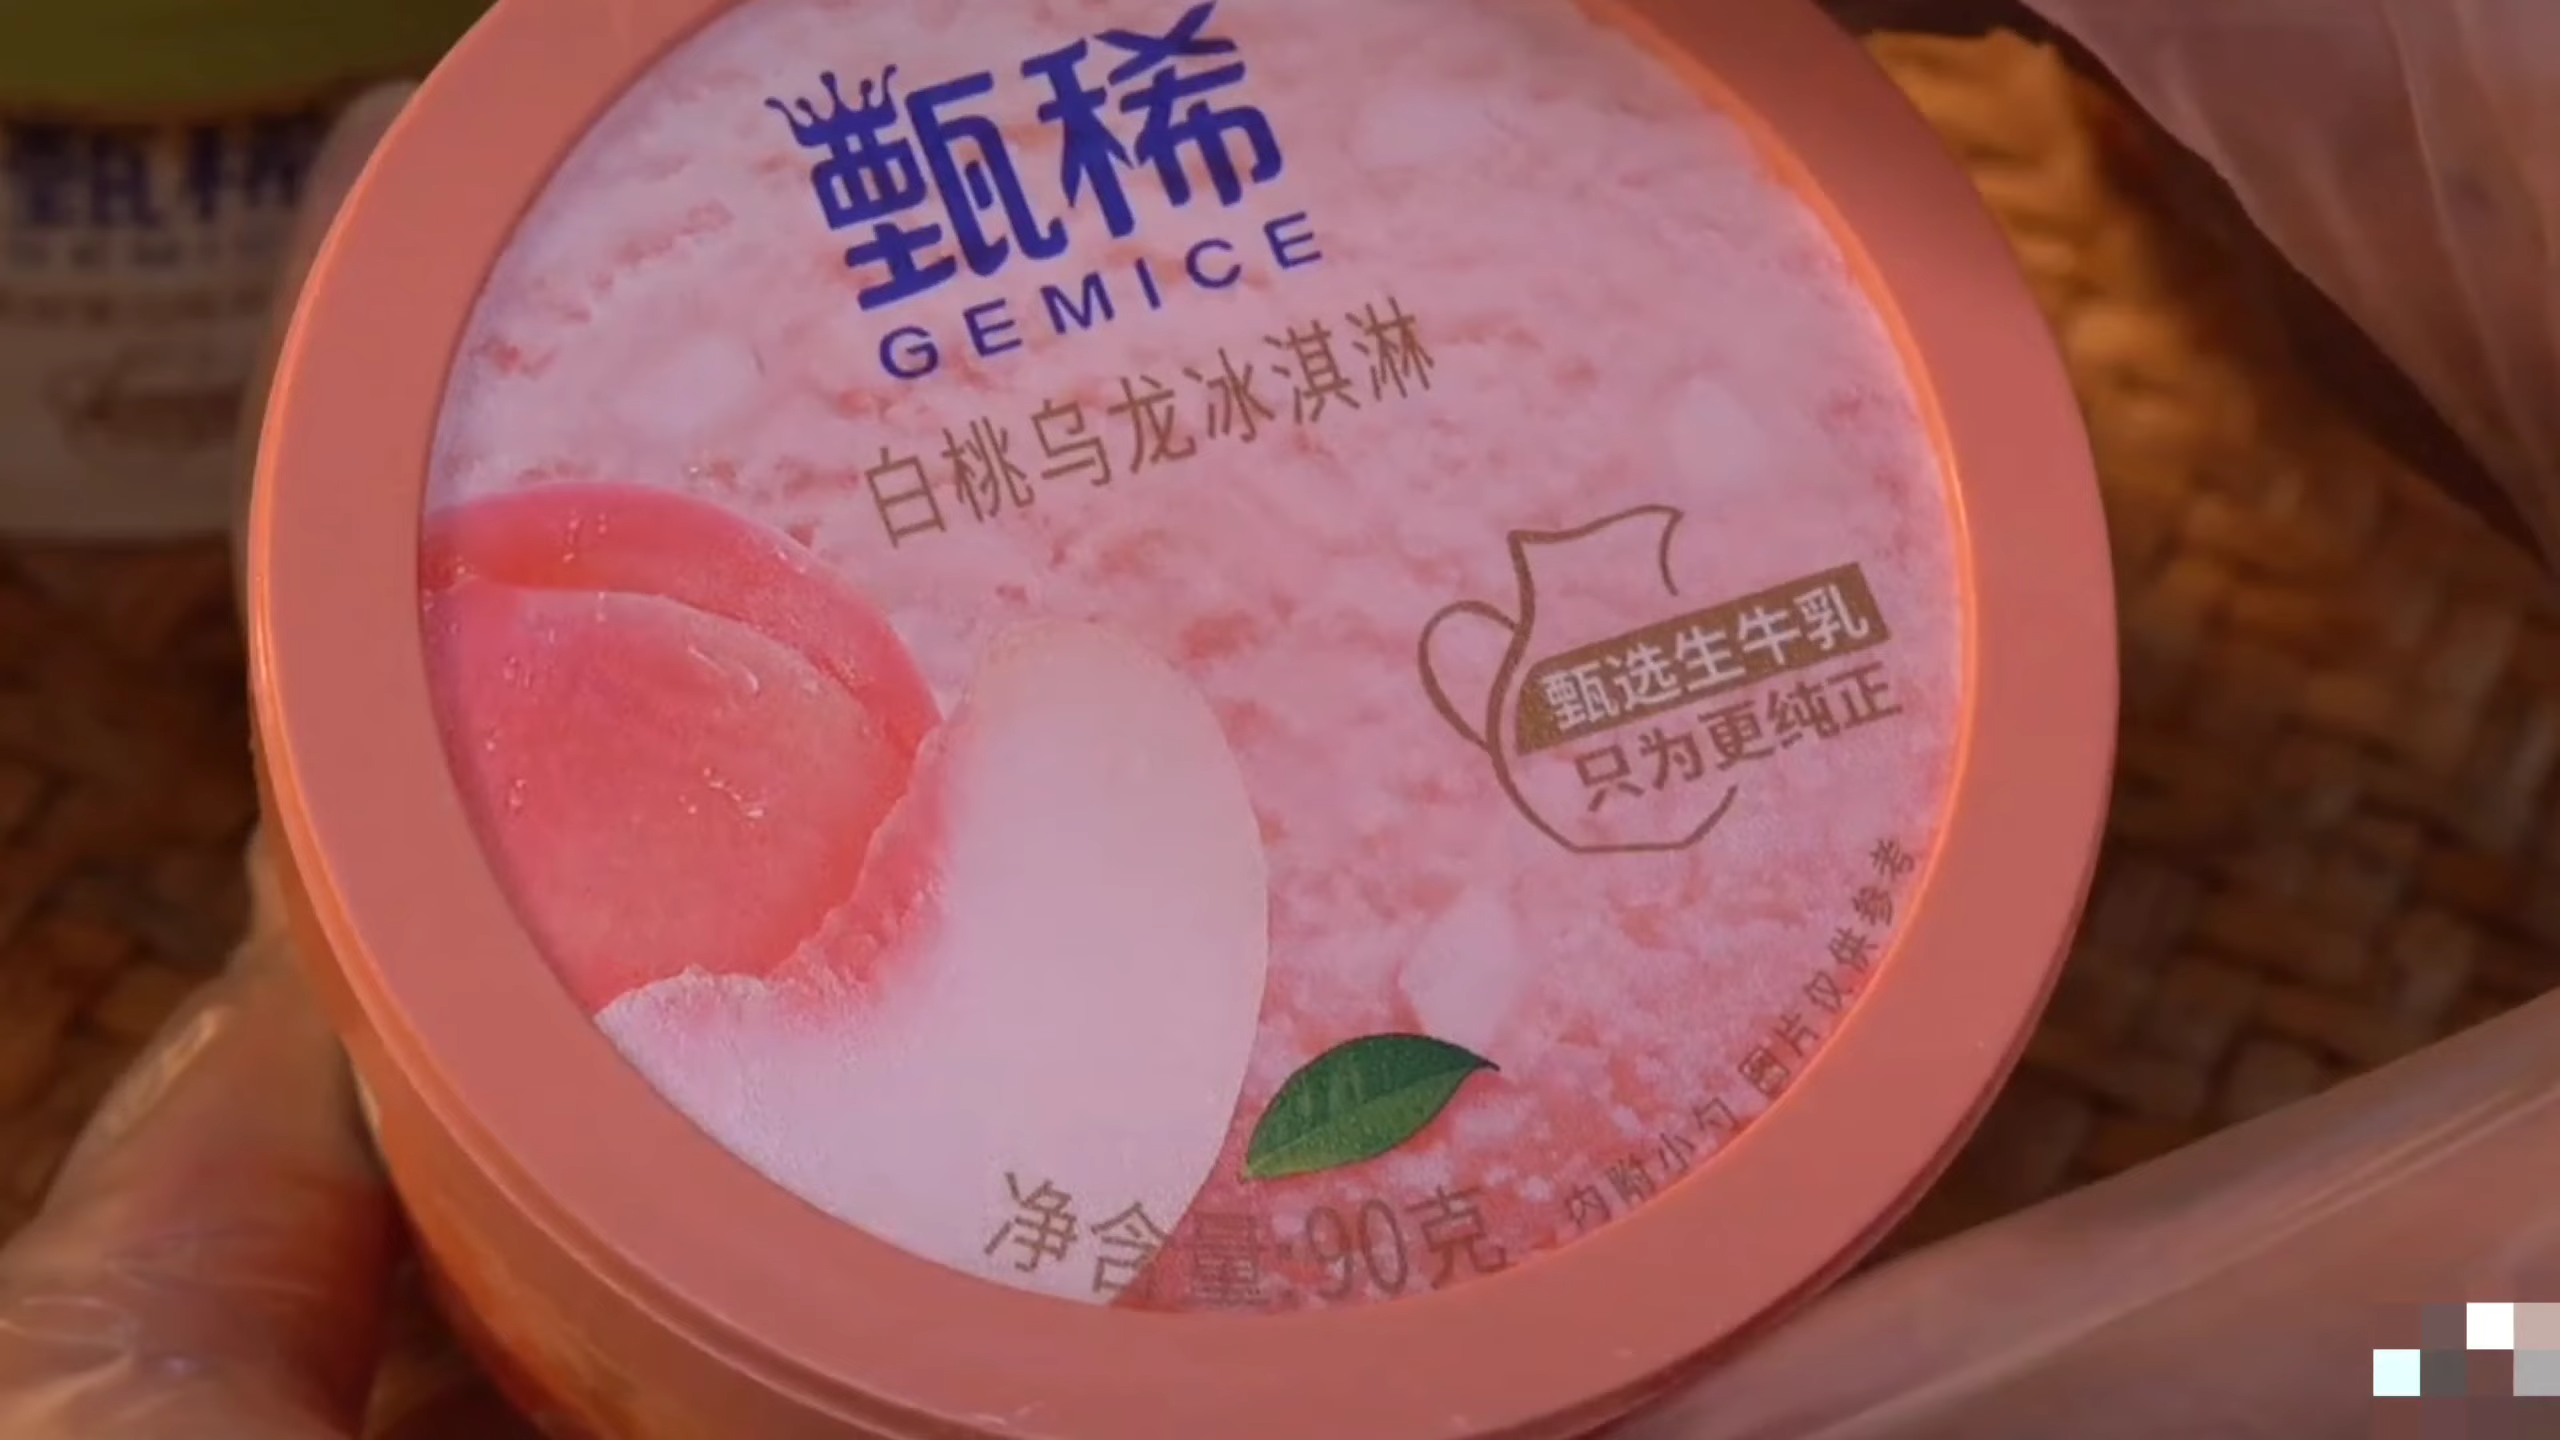 甄稀
GEMICE
白桃乌龙冰淇淋
甄选生牛乳
只为更纯正
净含量:90克
内附小勺 图片仅供参考